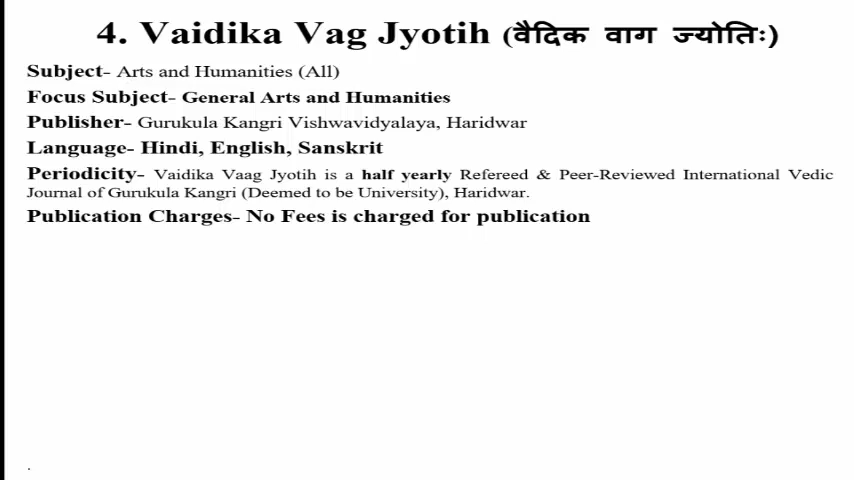 4. Vaidika Vag Jyotih (वैदिक वाग ज्योतिः)
Subject- Arts and Humanities (All)
Focus Subject- General Arts and Humanities
Publisher- Gurukula Kangri Vishwavidyalaya, Haridwar
Language- Hindi, English, Sanskrit
Periodicity- Vaidika Vaag Jyotih is a half yearly Refereed & Peer-Reviewed International Vedic
Journal of Gurukula Kangri (Deemed to be University), Haridwar.
Publication Charges- No Fees is charged for publication
.